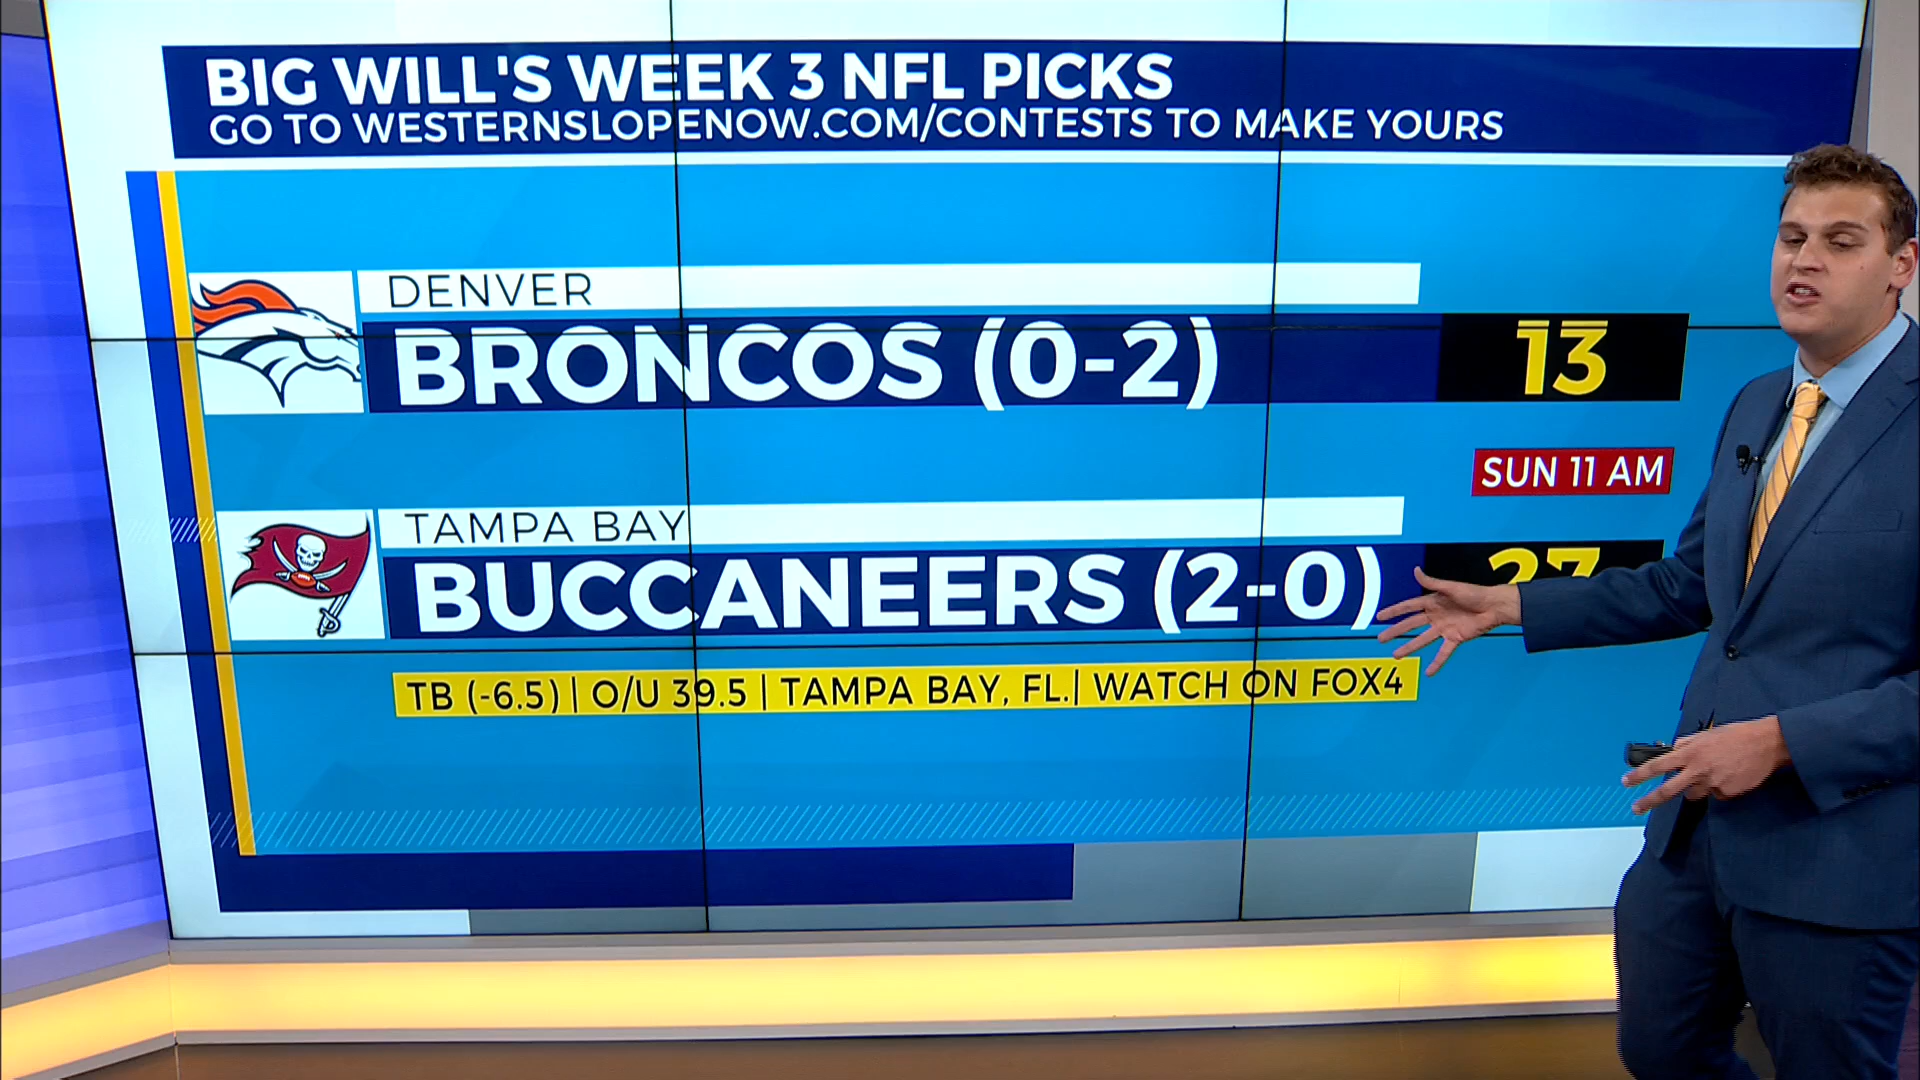 BIG WILL'S WEEK 3 NFL PICKS
GO TO WESTERNSLOPENOW.COM/CONTESTS TO MAKE YOURS
DENVER
BRONCOS (0-2) 13
SUN 11 AM
TAMPA BAY
BUCCANEERS (2-0) 27
TB (-6.5) | O/U 39.5 | TAMPA BAY, FL.| WATCH ON FOX4